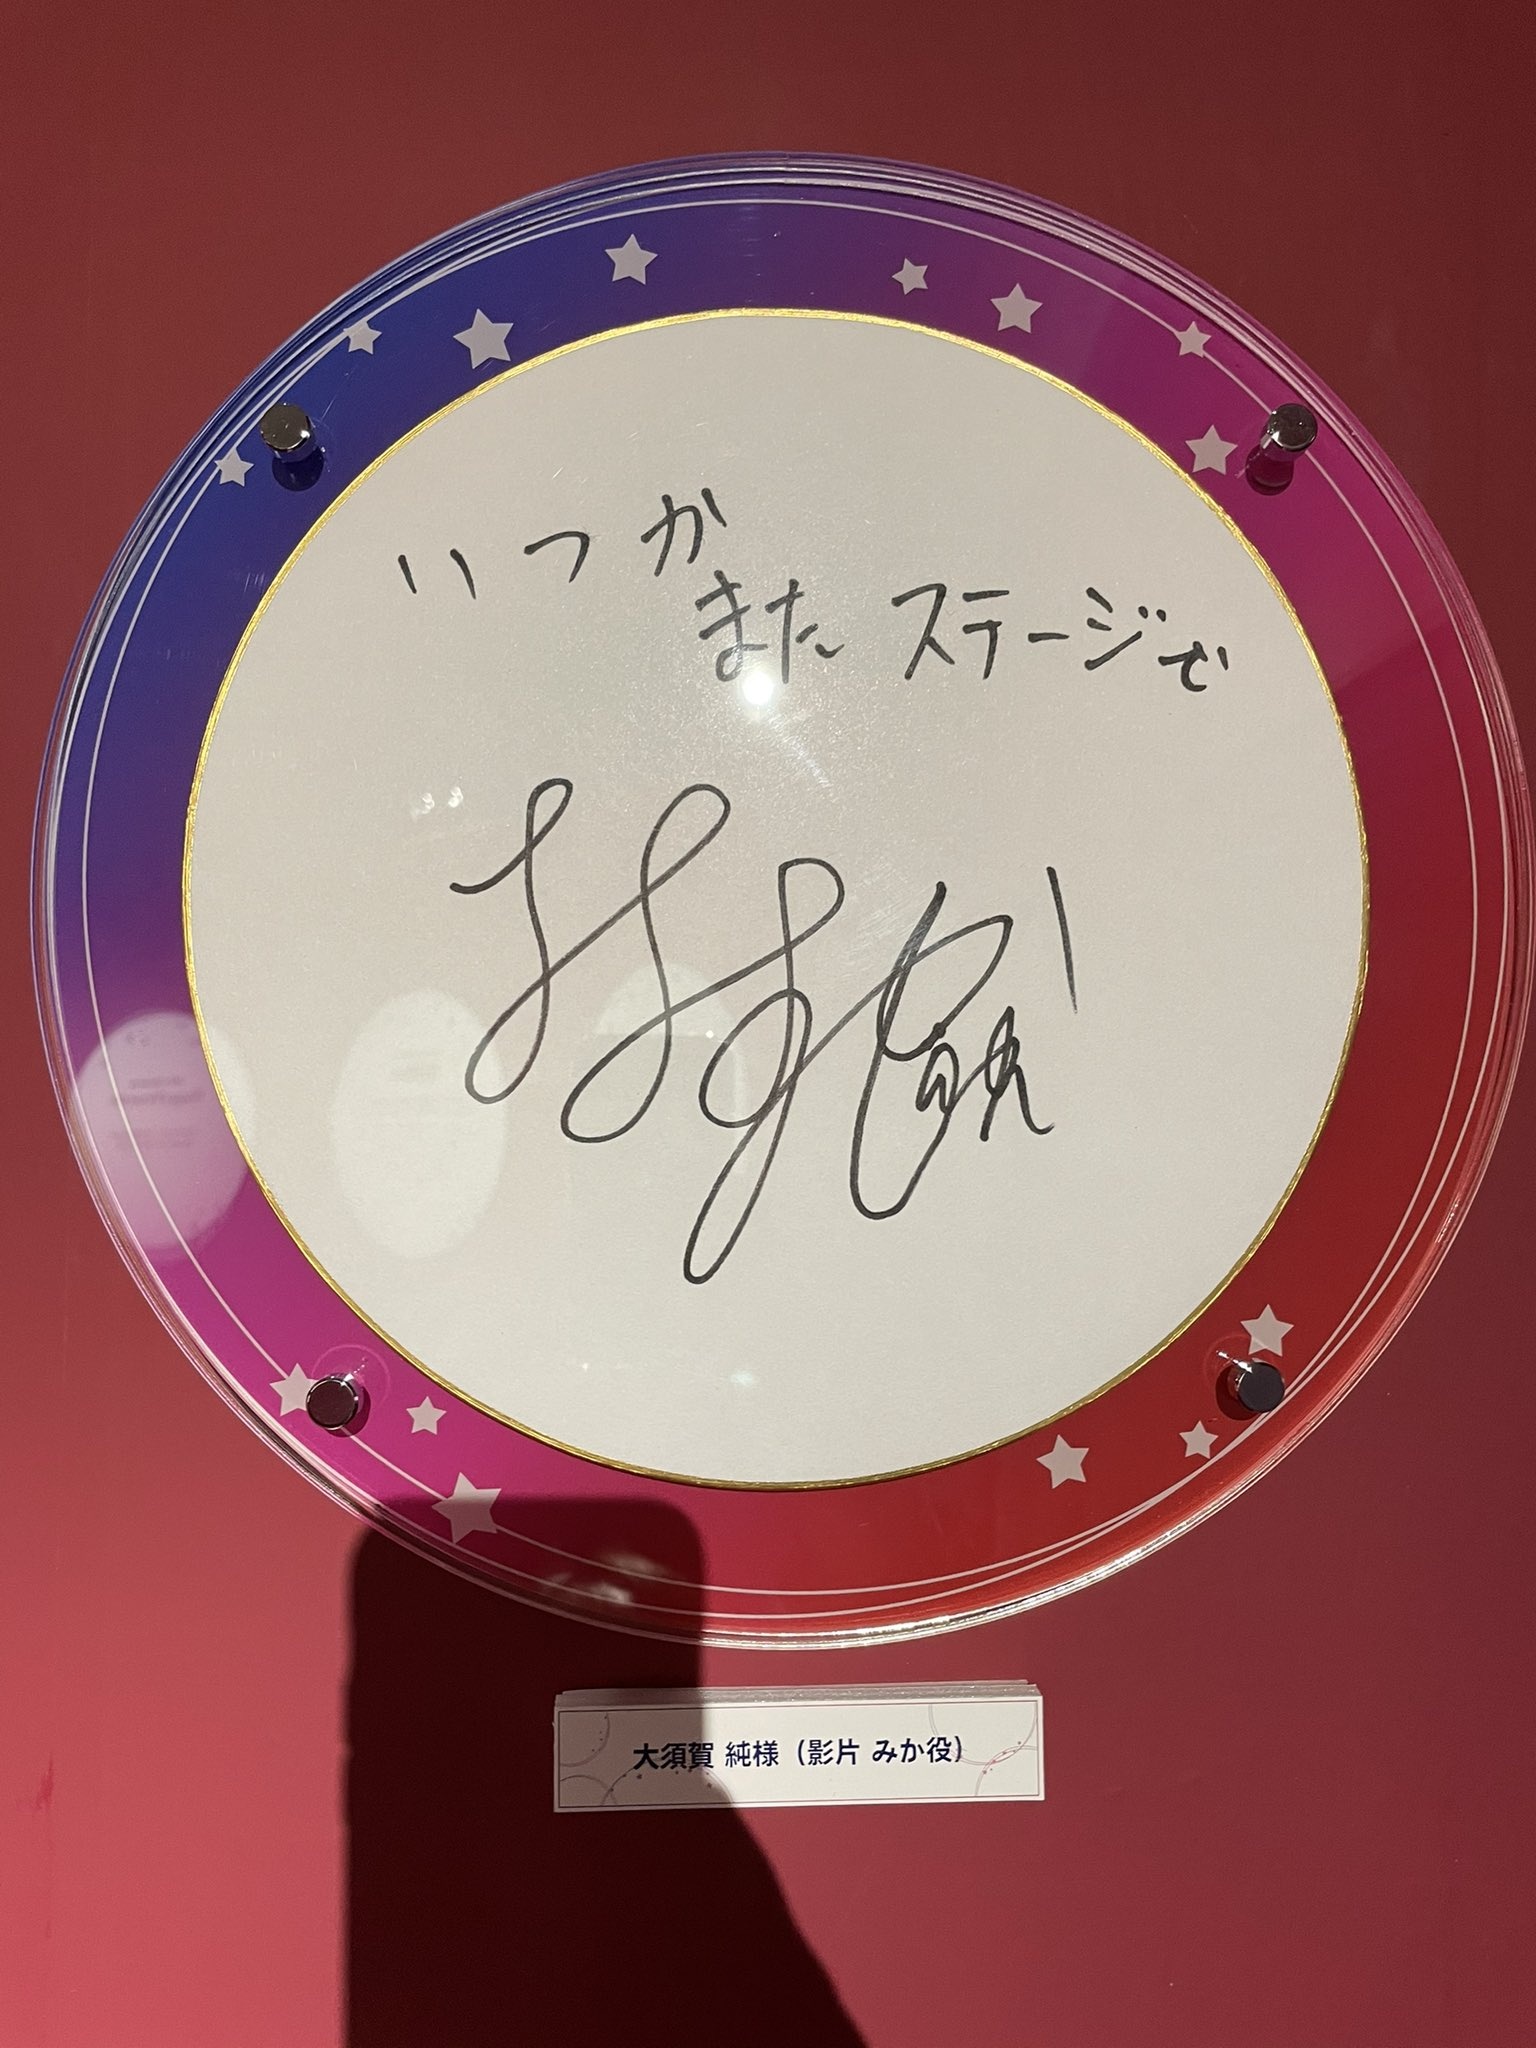 いつか
また ステージで
大須賀 純様（影片 みか役）